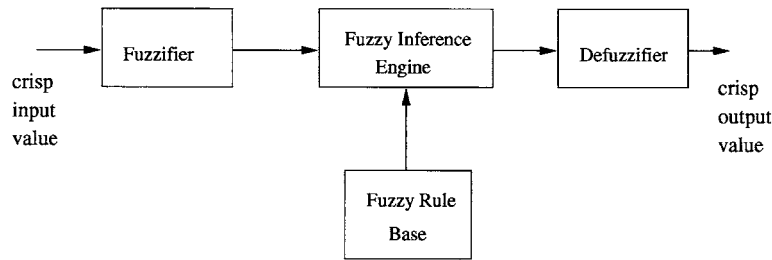 Fuzzifier
Fuzzy Inference
Engine
Defuzzifier
crisp
input
value
crisp
output
value
Fuzzy Rule
Base